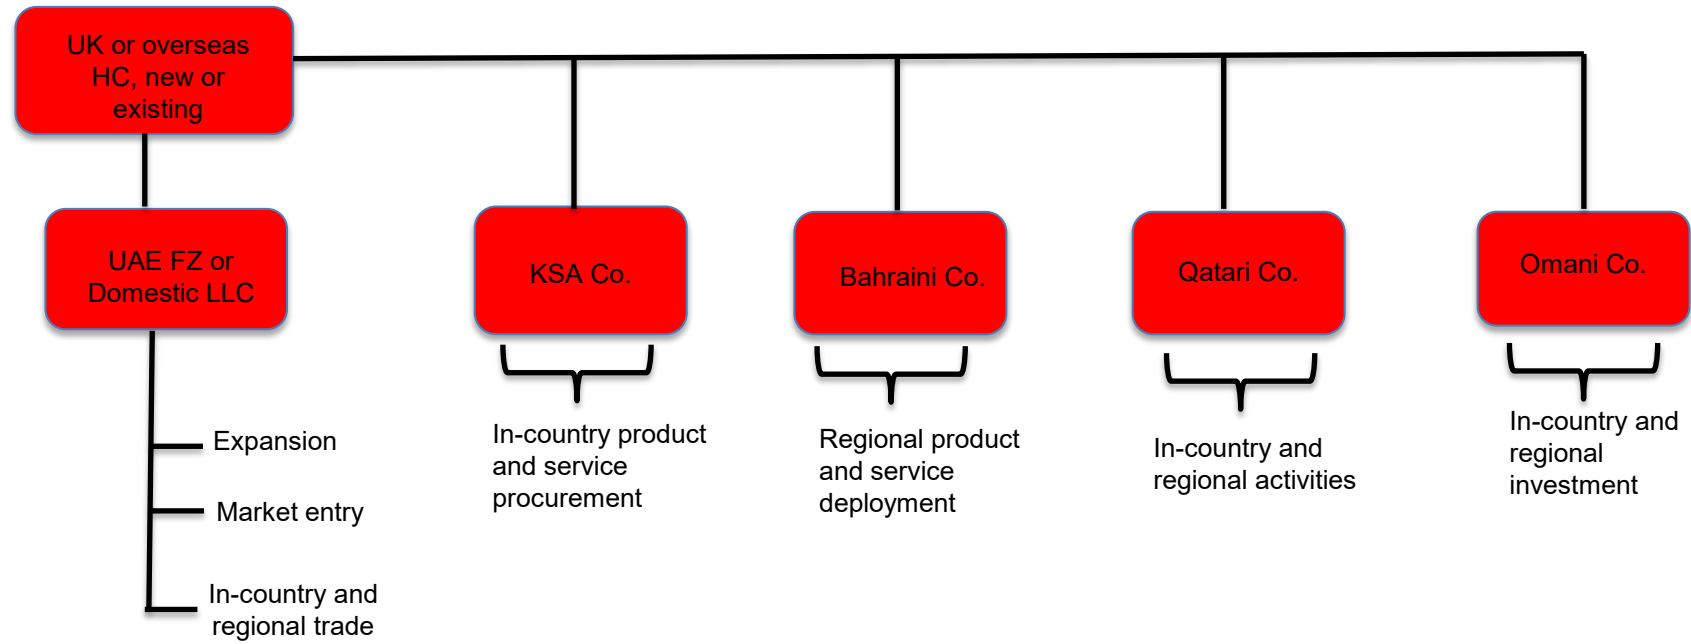 UK or overseas
HC, new or
existing
UAE FZ or
Domestic LLC
KSA Co.
Bahraini Co.
Qatari Co.
Omani Co.
Expansion
Market entry
In-country and
regional trade
In-country product
and service
procurement
Regional product
and service
deployment
In-country and
regional activities
In-country and
regional
investment